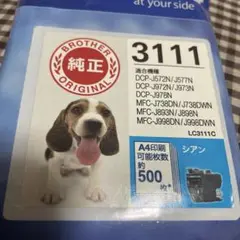 at your side
BROTHER
純正
ORIGINAL
3111
適合機種
DCP-J572N/J577N
DCP-J972N/J973N
DCP-J978N
MFC-J738DN/J738DWN
MFC-J893N/J898N
MFC-J998DN/J998DWN
LC3111C
A4印刷
可能枚数
約
500
枚*
シアン